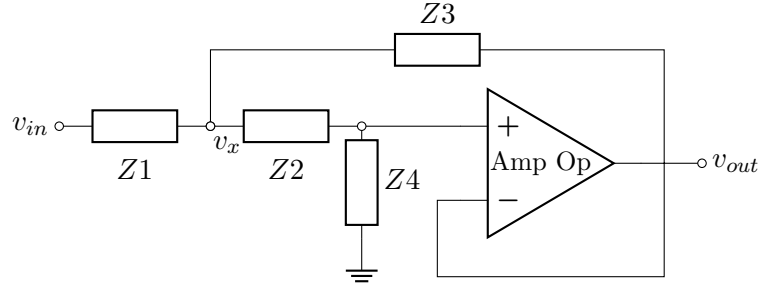 Z3
v_in
v_x
Z1
Z2
Z4
+
Amp Op
−
v_out